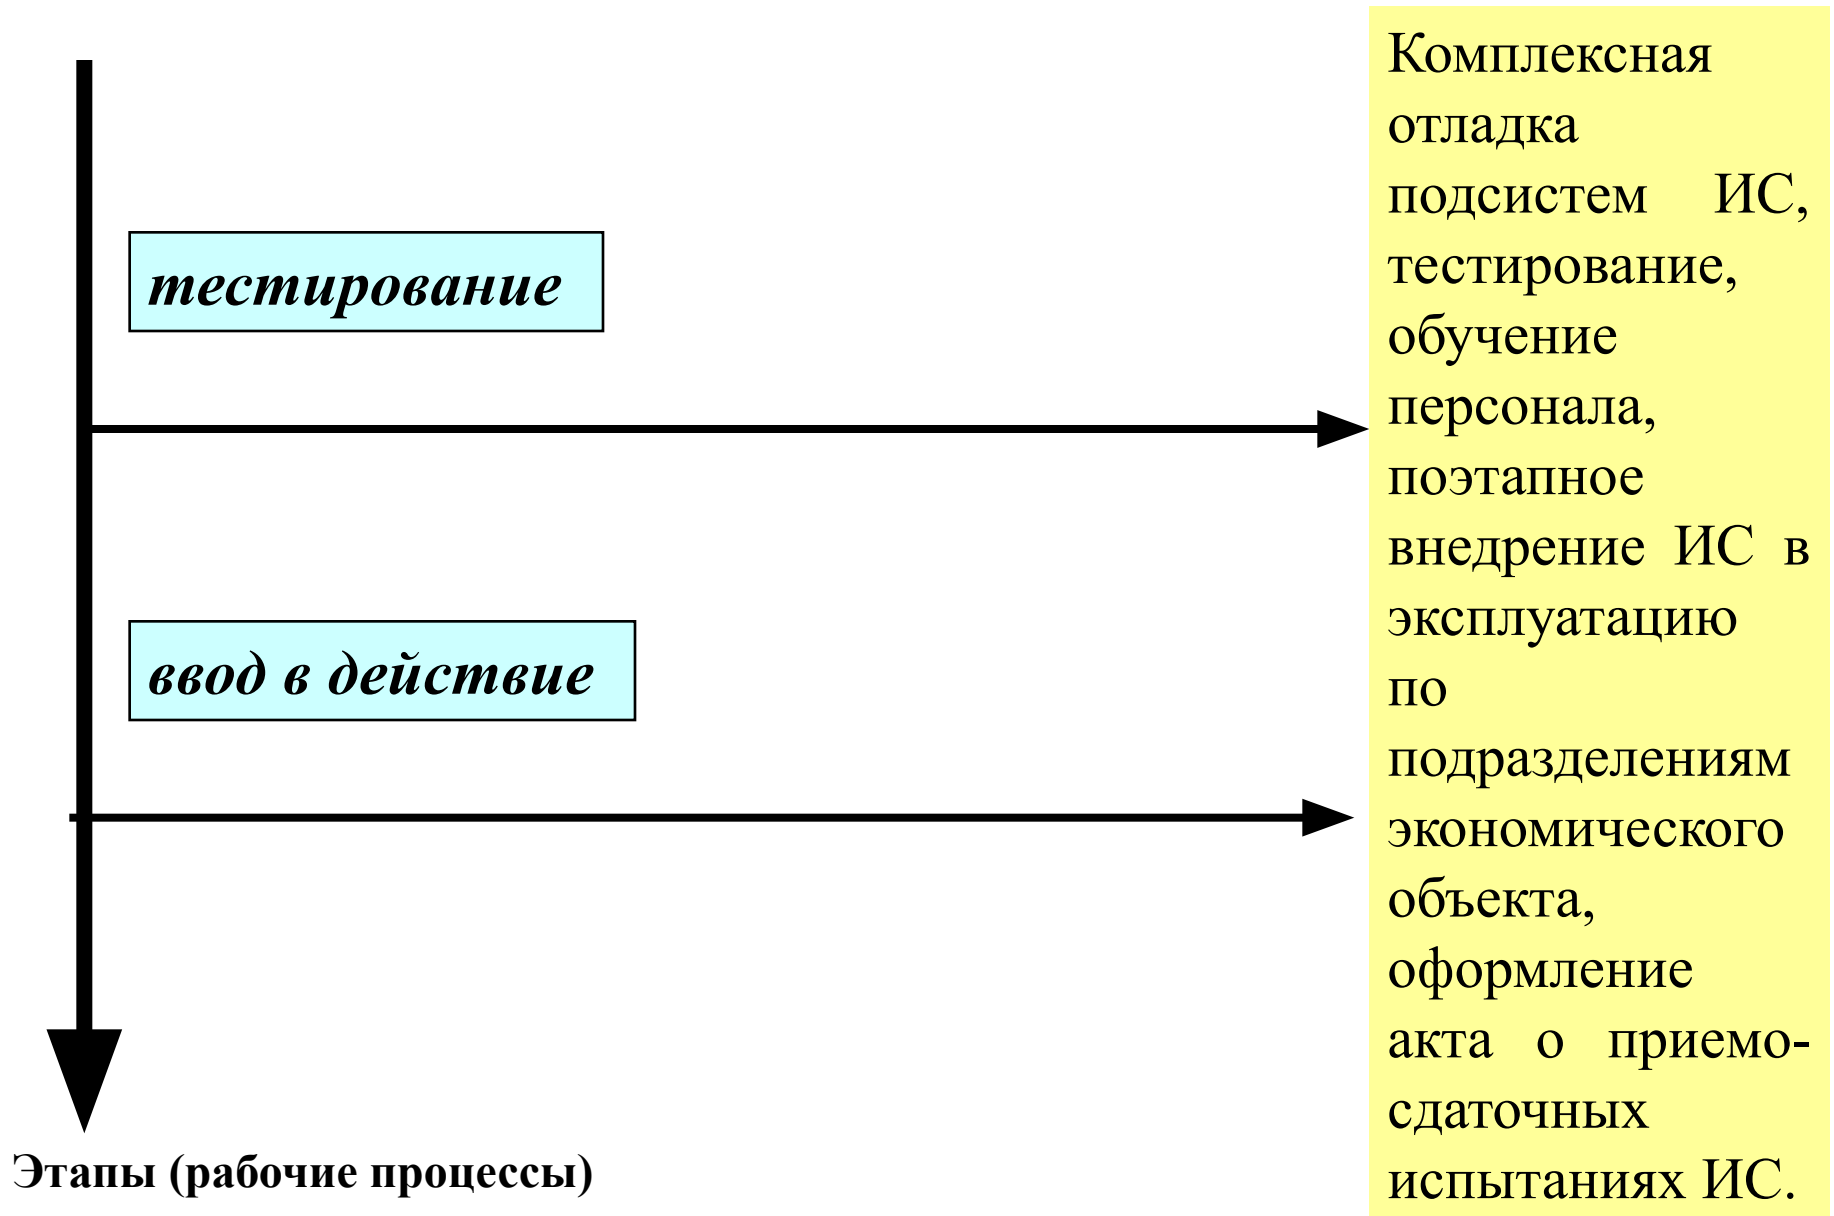 тестирование
ввод в действие
Этапы (рабочие процессы)
Комплексная
отладка
подсистем ИС,
тестирование,
обучение
персонала,
поэтапное
внедрение ИС в
эксплуатацию
по
подразделениям
экономического
объекта,
оформление
акта о приемо-
сдаточных
испытаниях ИС.